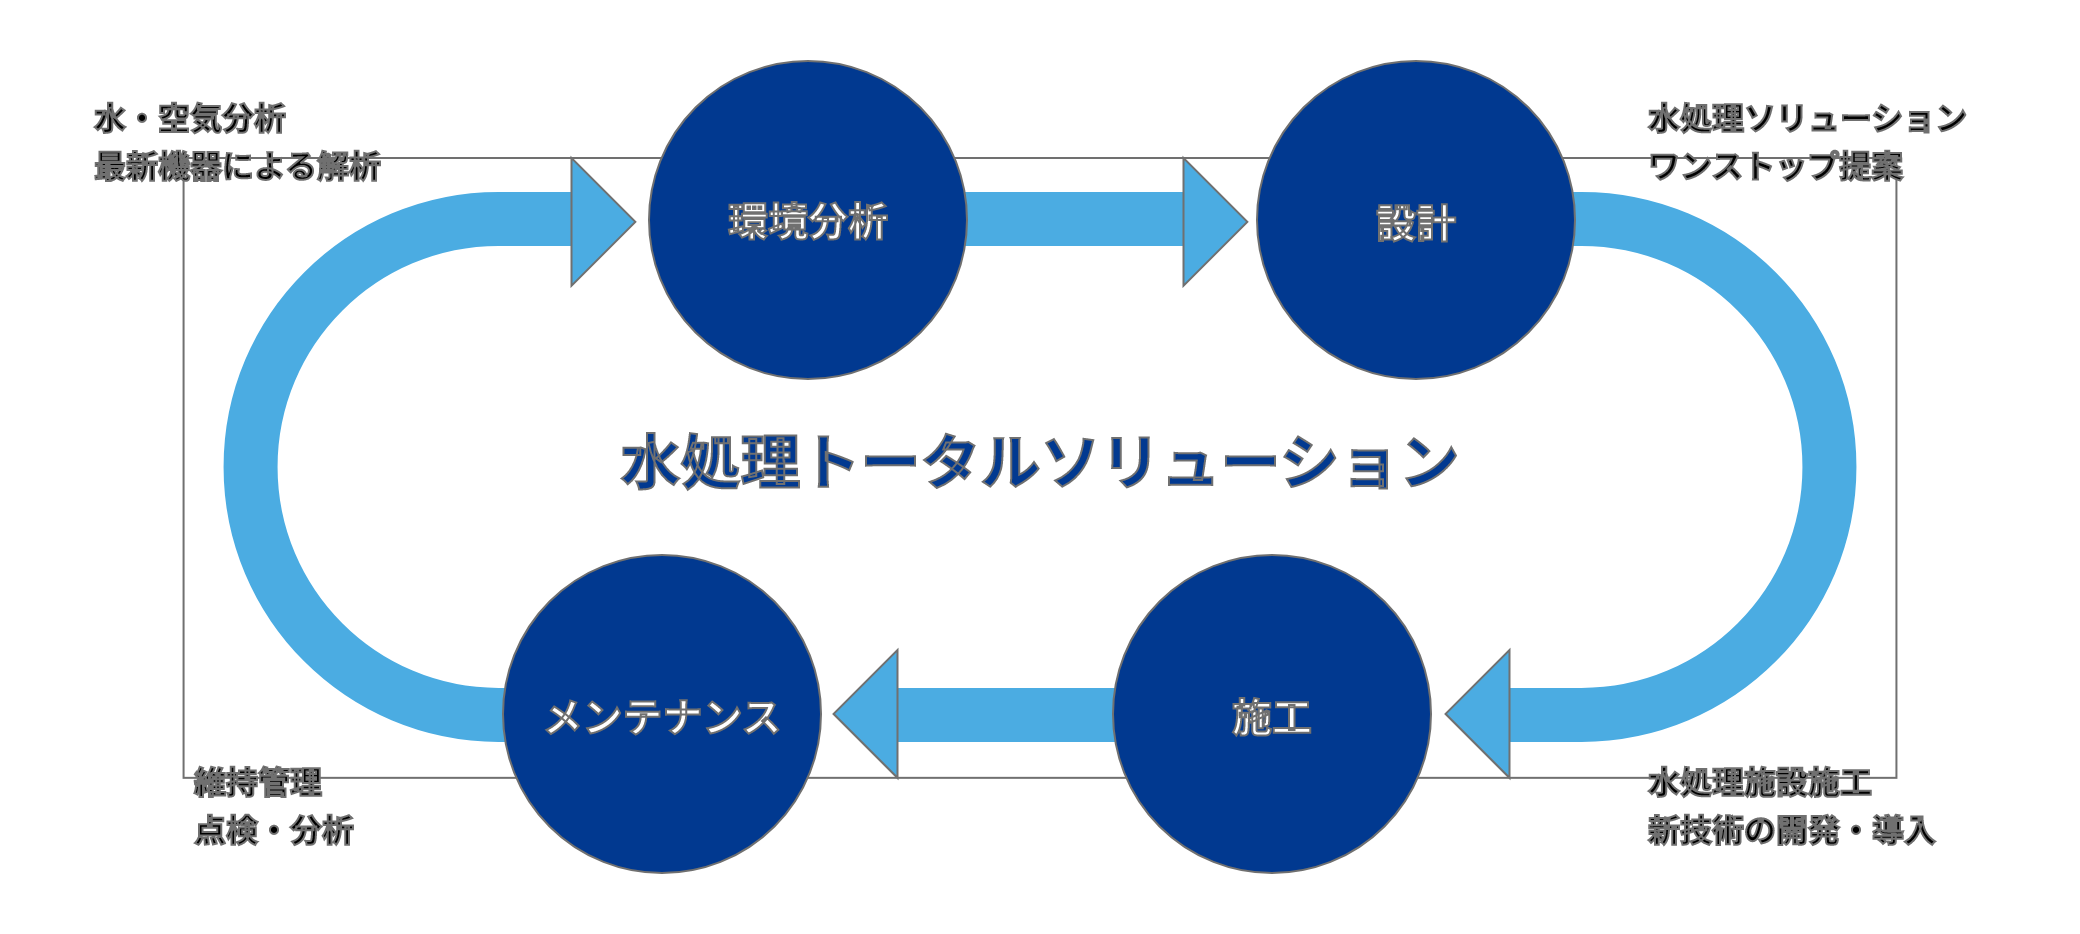 水・空気分析
最新機器による解析
環境分析
設計
水処理ソリューション
ワンストップ提案
水処理トータルソリューション
メンテナンス
施工
維持管理
点検・分析
水処理施設施工
新技術の開発・導入